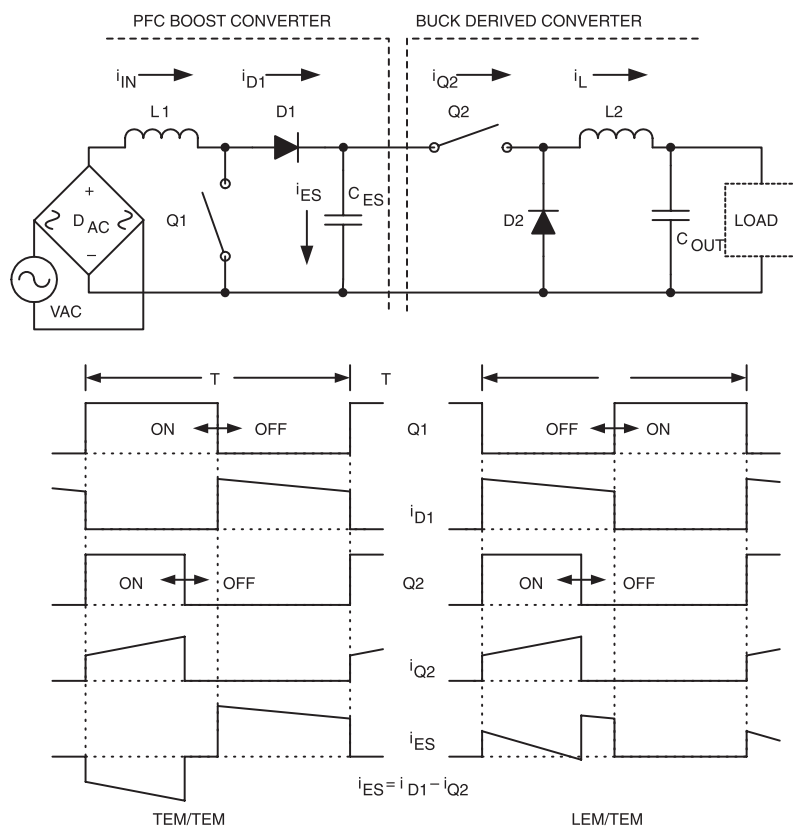 PFC BOOST CONVERTER
BUCK DERIVED CONVERTER
iIN
iD1
iQ2
iL
L1
D1
Q2
L2
+
DAC
−
VAC
Q1
iES
CES
D2
COUT
LOAD
T
T
ON
OFF
Q1
OFF
ON
iD1
ON
OFF
Q2
ON
OFF
iQ2
iES
iES = iD1 − iQ2
TEM/TEM
LEM/TEM